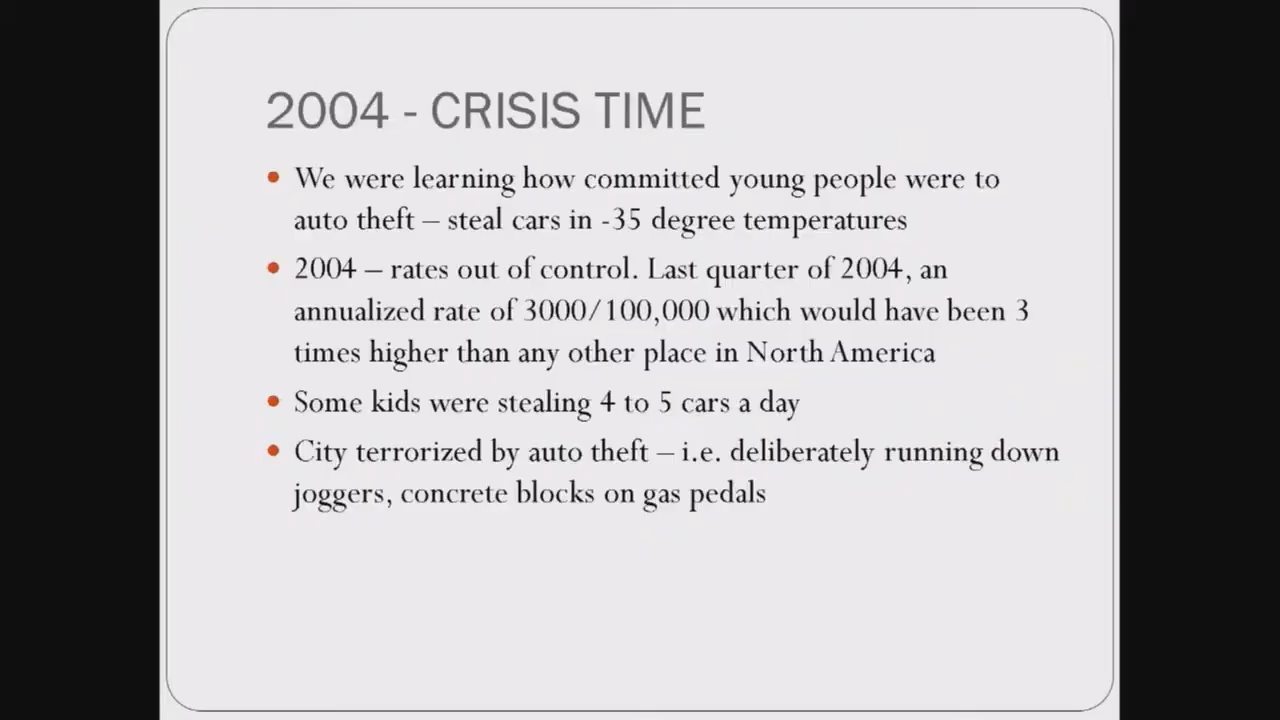 2004 - CRISIS TIME
• We were learning how committed young people were to
auto theft – steal cars in -35 degree temperatures
• 2004 – rates out of control. Last quarter of 2004, an
annualized rate of 3000/100,000 which would have been 3
times higher than any other place in North America
• Some kids were stealing 4 to 5 cars a day
• City terrorized by auto theft – i.e. deliberately running down
joggers, concrete blocks on gas pedals